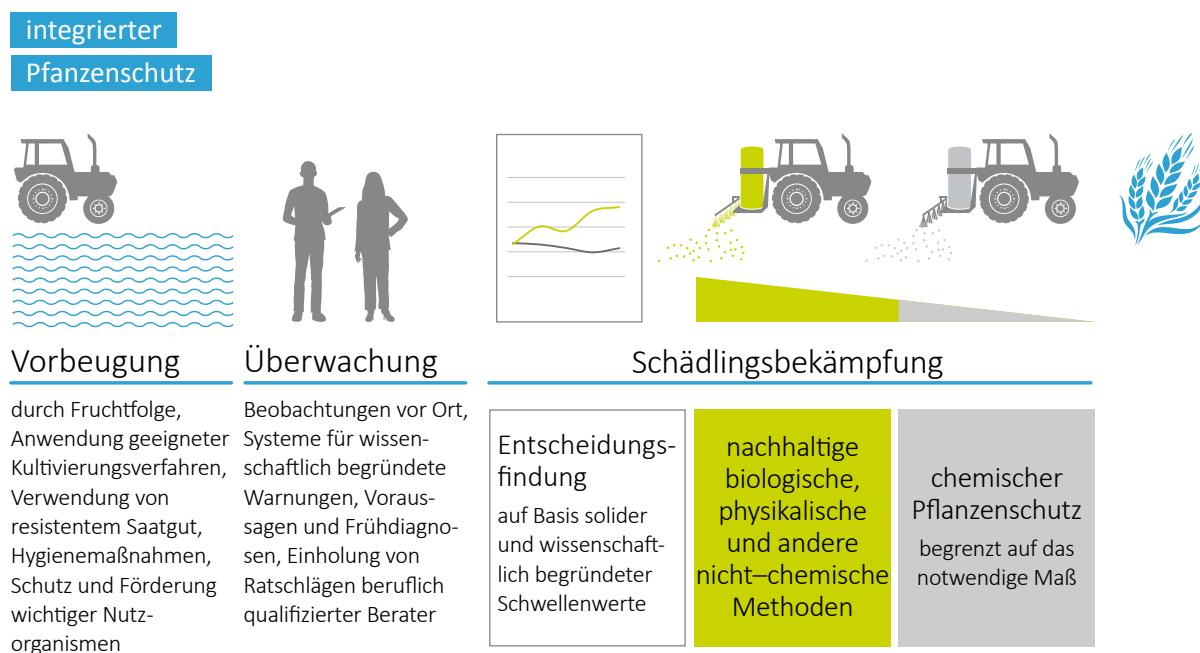 integrierter
Pfanzenschutz
Vorbeugung
durch Fruchtfolge,
Anwendung geeigneter
Kultivierungsverfahren,
Verwendung von
resistentem Saatgut,
Hygienemaßnahmen,
Schutz und Förderung
wichtiger Nutz-
organismen
Überwachung
Beobachtungen vor Ort,
Systeme für wissen-
schaftlich begründete
Warnungen, Voraus-
sagen und Frühdiagno-
sen, Einholung von
Ratschlägen beruflich
qualifizierter Berater
Schädlingsbekämpfung
Entscheidungs-
findung
auf Basis solider
und wissenschaft-
lich begründeter
Schwellenwerte
nachhaltige
biologische,
physikalische
und andere
nicht–chemische
Methoden
chemischer
Pflanzenschutz
begrenzt auf das
notwendige Maß